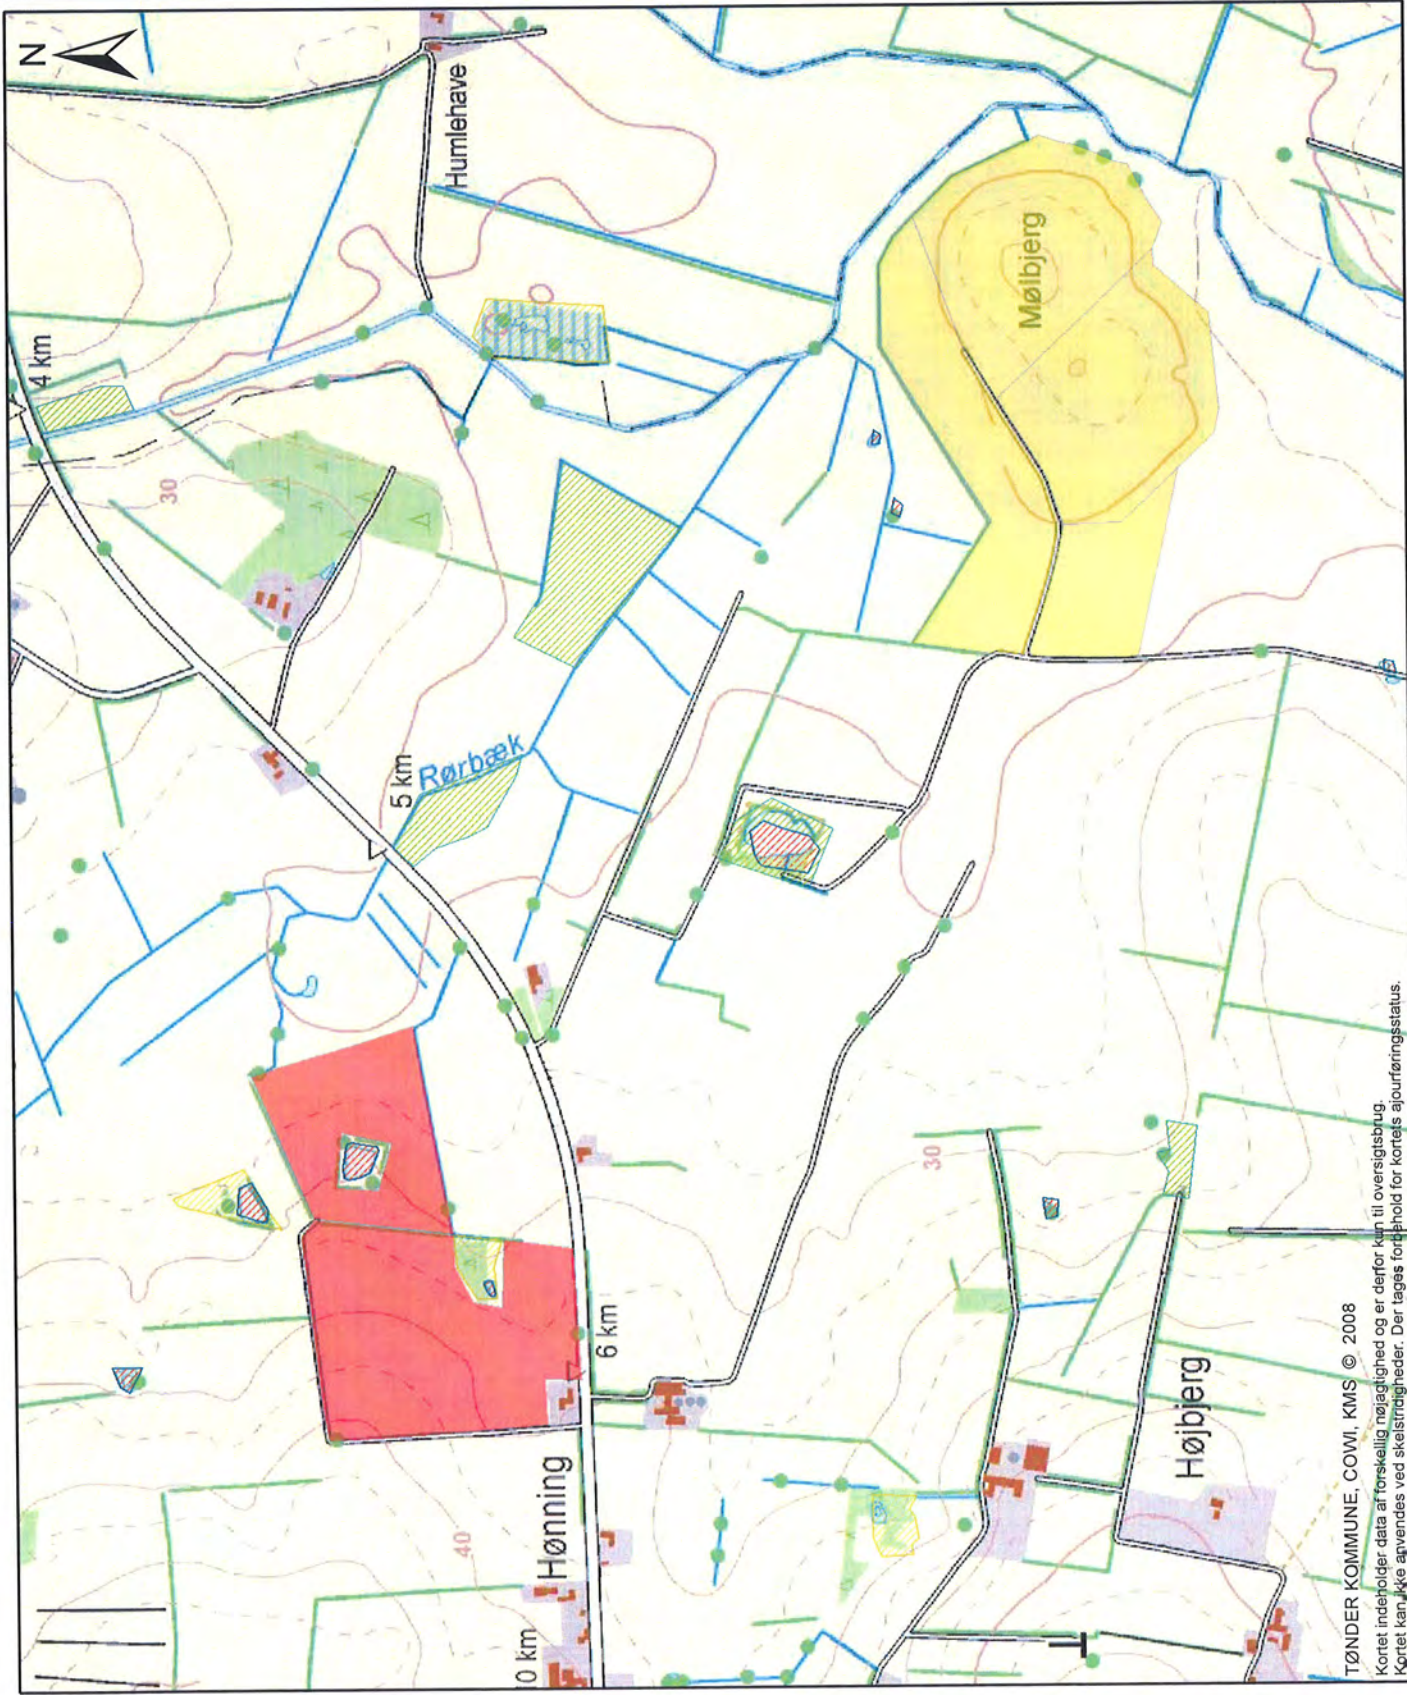 N
4 km
Humlehave
30
5 km
Rørbæk
Mølbjerg
6 km
30
Hønning
40
0 km
Højbjerg
TØNDER KOMMUNE, COWI, KMS © 2008
Kortet indeholder data af forskellig nøjagtighed og er derfor kun til oversigtsbrug.
Kortet kan ikke anvendes ved skelstridigheder. Der tages forbehold for kortets ajourføringsstatus.